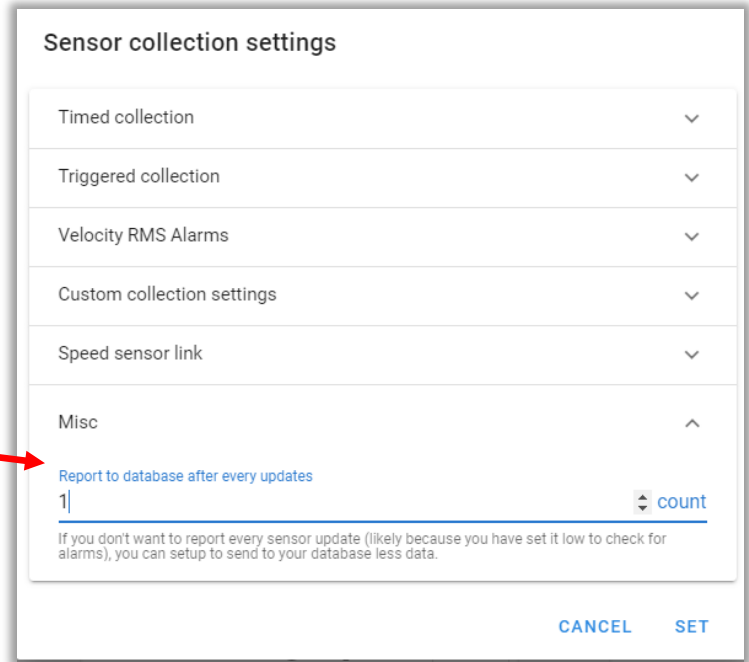 Sensor collection settings
Timed collection
Triggered collection
Velocity RMS Alarms
Custom collection settings
Speed sensor link
Misc
Report to database after every updates
1 count
If you don't want to report every sensor update (likely because you have set it low to check for
alarms), you can setup to send to your database less data.
CANCEL SET